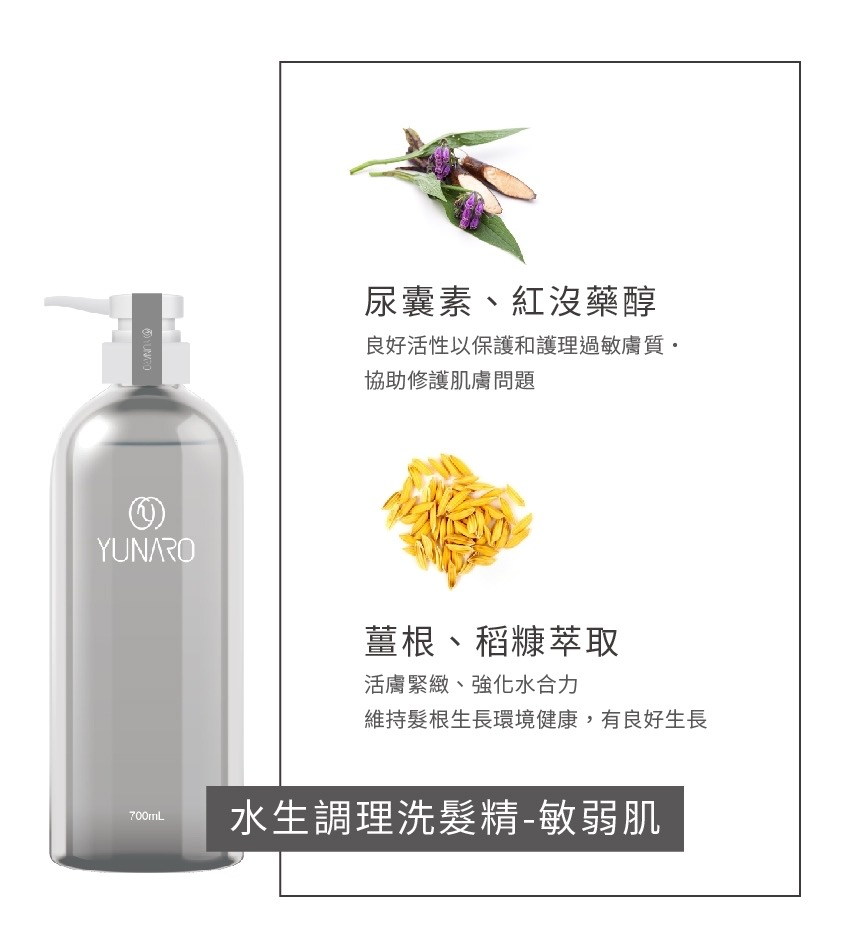 尿囊素、紅沒藥醇
良好活性以保護和護理過敏膚質・
協助修護肌膚問題
YUNARO
YUNARO
薑根、稻糠萃取
活膚緊緻、強化水合力
維持髮根生長環境健康，有良好生長
700mL
水生調理洗髮精-敏弱肌